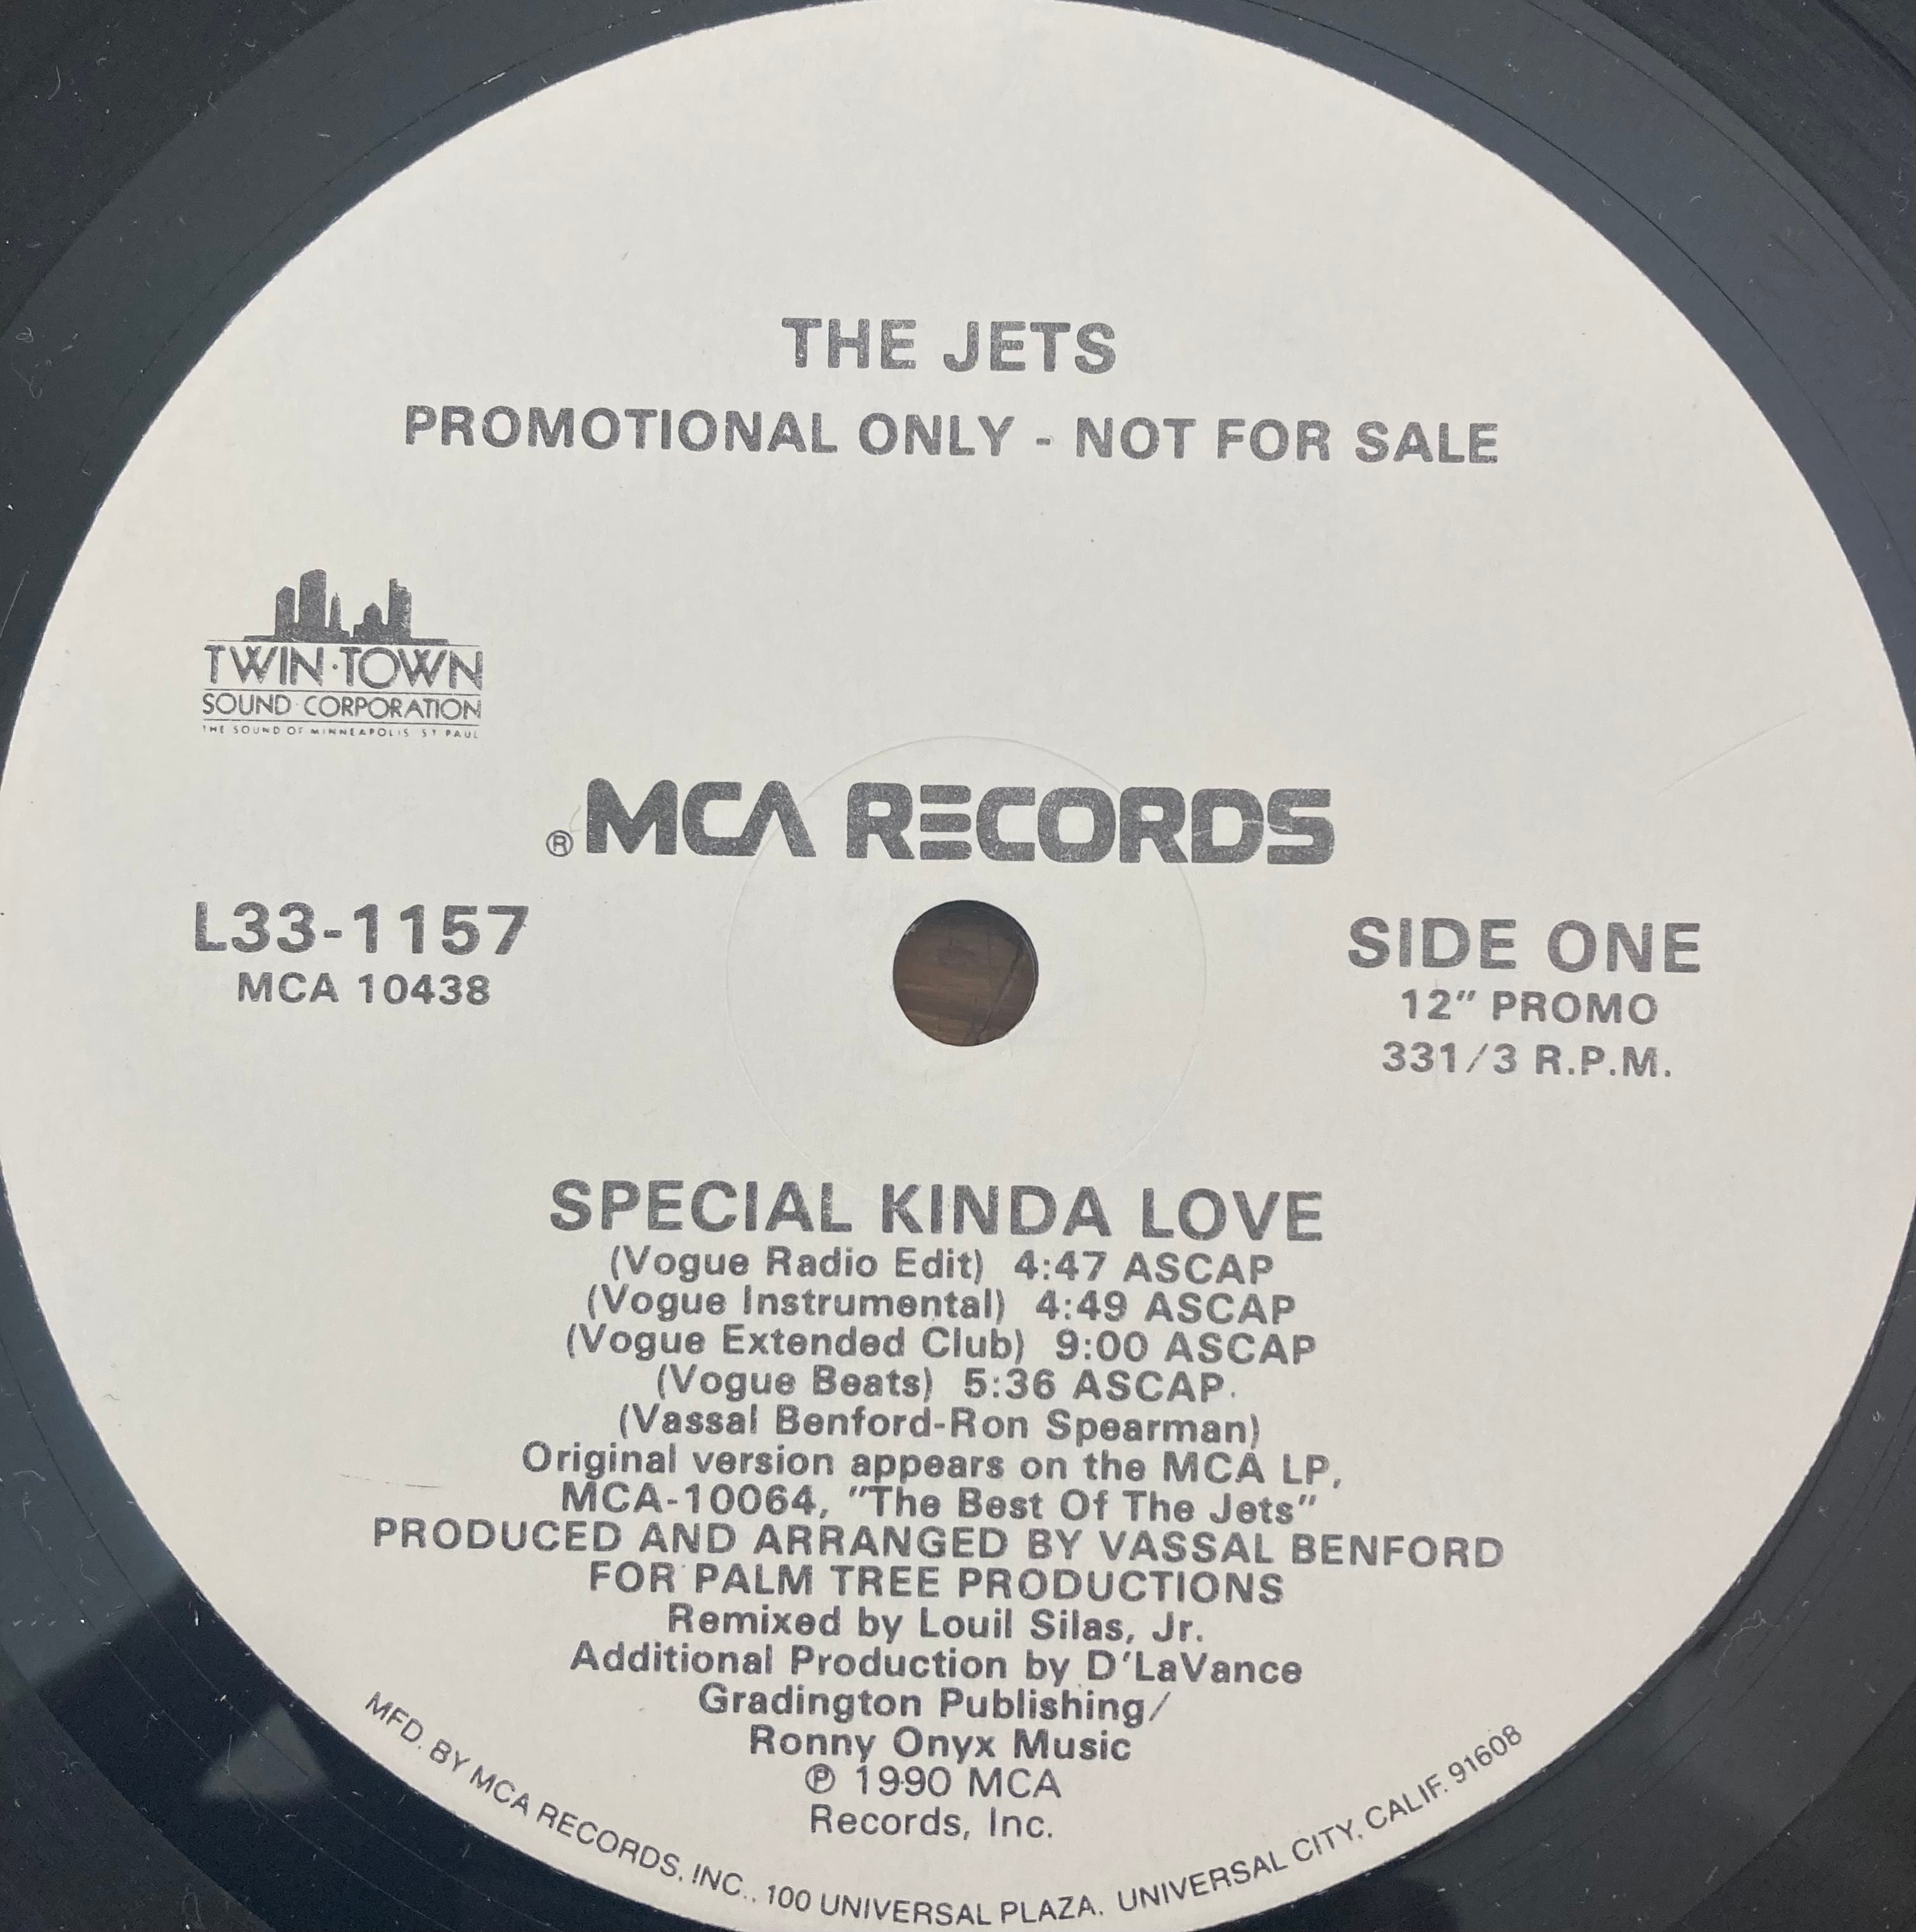 THE JETS
PROMOTIONAL ONLY - NOT FOR SALE
TWIN·TOWN
SOUND·CORPORATION
THE SOUND OF MINNEAPOLIS ST PAUL
® MCA RECORDS
L33-1157
MCA 10438
SIDE ONE
12" PROMO
331/3 R.P.M.
SPECIAL KINDA LOVE
(Vogue Radio Edit) 4:47 ASCAP
(Vogue Instrumental) 4:49 ASCAP
(Vogue Extended Club) 9:00 ASCAP
(Vogue Beats) 5:36 ASCAP.
(Vassal Benford-Ron Spearman)
Original version appears on the MCA LP,
MCA-10064, "The Best Of The Jets"
PRODUCED AND ARRANGED BY VASSAL BENFORD
FOR PALM TREE PRODUCTIONS
Remixed by Louil Silas, Jr.
Additional Production by D'LaVance
Gradington Publishing/
Ronny Onyx Music
℗ 1990 MCA
Records, Inc.
MFD. BY MCA RECORDS, INC., 100 UNIVERSAL PLAZA, UNIVERSAL CITY, CALIF. 91608